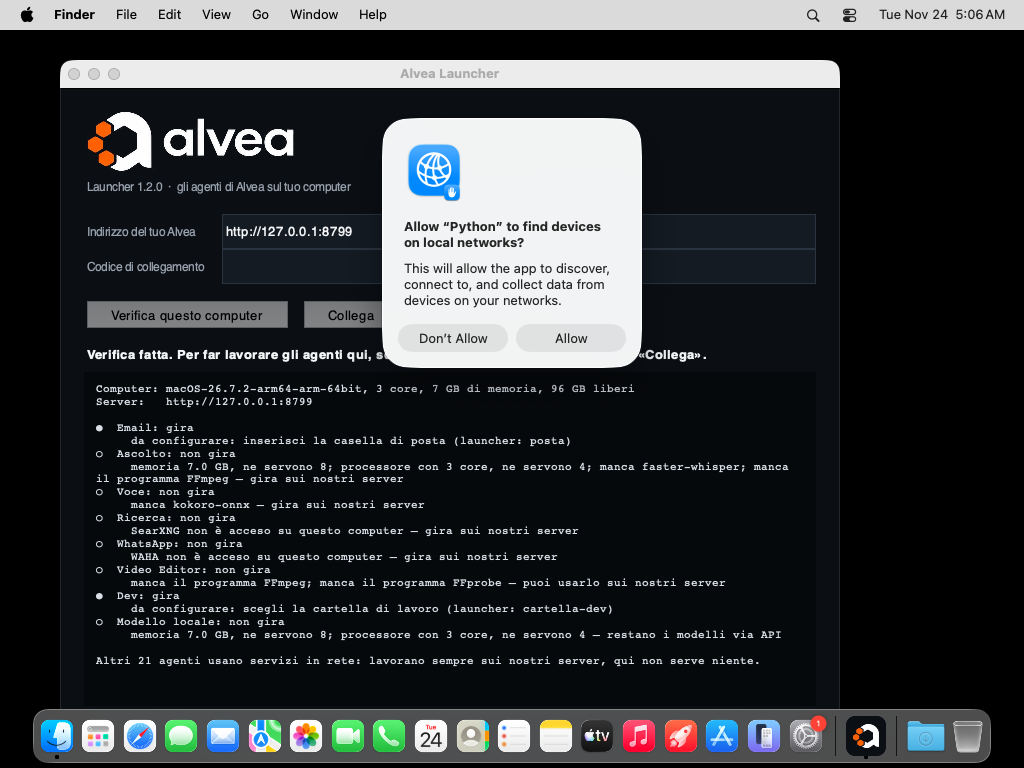 Finder File Edit View Go Window Help Tue Nov 24 5:06 AM
Alvea Launcher
alvea
Launcher 1.2.0 · gli agenti di Alvea sul tuo computer
Indirizzo del tuo Alvea http://127.0.0.1:8799
Codice di collegamento
Verifica questo computer Collega
Allow “Python” to find devices
on local networks?
This will allow the app to discover,
connect to, and collect data from
devices on your networks.
Don’t Allow Allow
Verifica fatta. Per far lavorare gli agenti qui, «Collega».
Computer: macOS-26.7.2-arm64-arm-64bit, 3 core, 7 GB di memoria, 96 GB liberi
Server: http://127.0.0.1:8799
● Email: gira
da configurare: inserisci la casella di posta (launcher: posta)
○ Ascolto: non gira
memoria 7.0 GB, ne servono 8; processore con 3 core, ne servono 4; manca faster-whisper; manca
il programma FFmpeg — gira sui nostri server
○ Voce: non gira
manca kokoro-onnx — gira sui nostri server
○ Ricerca: non gira
SearXNG non è acceso su questo computer — gira sui nostri server
○ WhatsApp: non gira
WAHA non è acceso su questo computer — gira sui nostri server
○ Video Editor: non gira
manca il programma FFmpeg; manca il programma FFprobe — puoi usarlo sui nostri server
● Dev: gira
da configurare: scegli la cartella di lavoro (launcher: cartella-dev)
○ Modello locale: non gira
memoria 7.0 GB, ne servono 8; processore con 3 core, ne servono 4 — restano i modelli via API
Altri 21 agenti usano servizi in rete: lavorano sempre sui nostri server, qui non serve niente.
Tue
24
tv
1